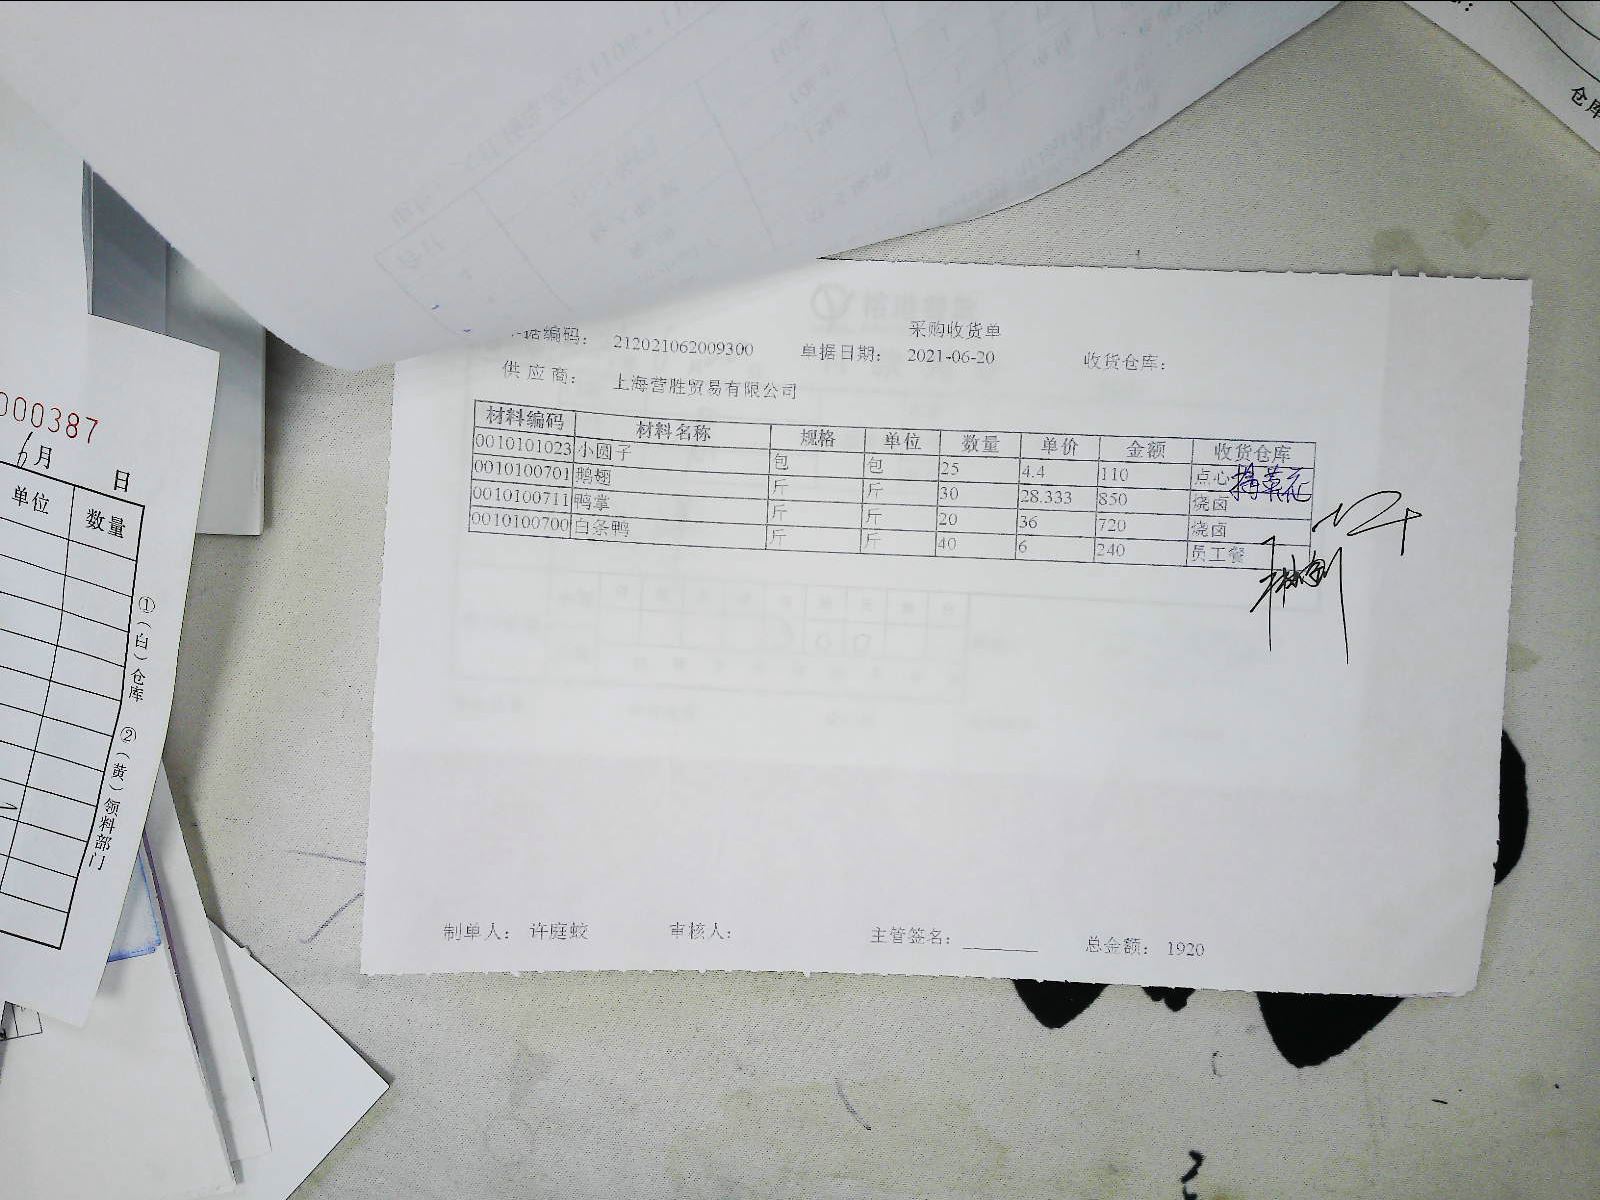 采购收货单
据编码： 212021062009300 单据日期： 2021-06-20 收货仓库：
供 应 商： 上海营胜贸易有限公司
材料编码 材料名称 规格 单位 数量 单价 金额 收货仓库
0010101023 小圆子 包 包 25 4.4 110 点心
0010100701 鹅翅 斤 斤 30 28.333 850 烧卤
0010100711 鸭掌 斤 斤 20 36 720 烧卤
0010100700 白条鸭 斤 斤 40 6 240 员工餐
制单人： 许庭蛟 审核人： 主管签名： 总金额： 1920
000387
6月 日
单位 数量
①（白）仓库 ②（黄）领料部门
仓库